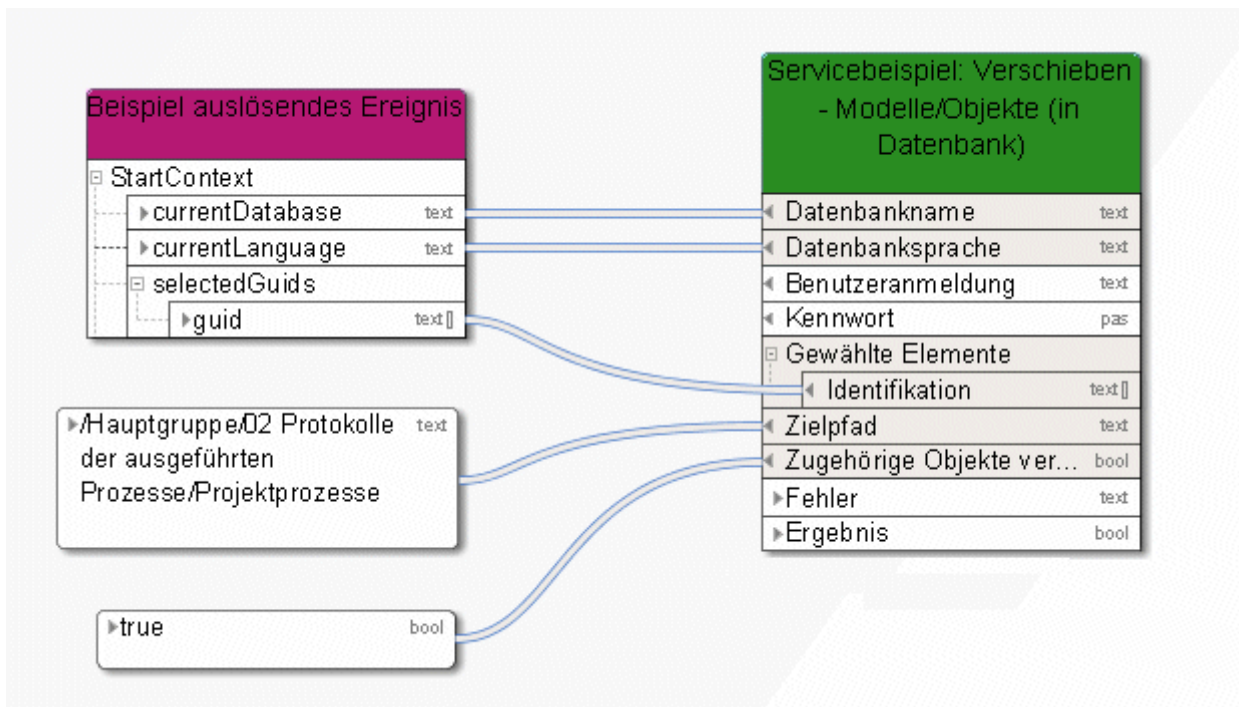 Beispiel auslösendes Ereignis
StartContext
currentDatabase text
currentLanguage text
selectedGuids
guid text[]
/Hauptgruppe/02 Protokolle text
der ausgeführten
Prozesse/Projektprozesse
true bool
Servicebeispiel: Verschieben
- Modelle/Objekte (in
Datenbank)
Datenbankname text
Datenbanksprache text
Benutzeranmeldung text
Kennwort pas
Gewählte Elemente
Identifikation text[]
Zielpfad text
Zugehörige Objekte ver... bool
Fehler text
Ergebnis bool